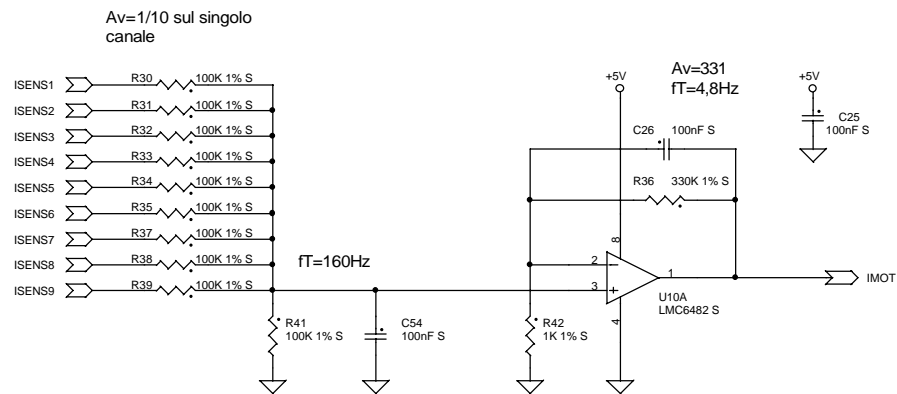 Av=1/10 sul singolo
canale
ISENS1
R30
100K 1% S
ISENS2
R31
100K 1% S
ISENS3
R32
100K 1% S
ISENS4
R33
100K 1% S
ISENS5
R34
100K 1% S
ISENS6
R35
100K 1% S
ISENS7
R37
100K 1% S
ISENS8
R38
100K 1% S
ISENS9
R39
100K 1% S
fT=160Hz
R41
100K 1% S
C54
100nF S
R42
1K 1% S
+5V
Av=331
fT=4,8Hz
C26
100nF S
R36
330K 1% S
8
2
3
1
4
U10A
LMC6482 S
IMOT
+5V
C25
100nF S